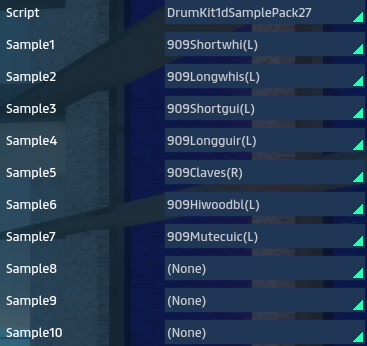 Script DrumKit1dSamplePack27
Sample1 909Shortwhi(L)
Sample2 909Longwhis(L)
Sample3 909Shortgui(L)
Sample4 909Longguir(L)
Sample5 909Claves(R)
Sample6 909Hiwoodbl(L)
Sample7 909Mutecuic(L)
Sample8 (None)
Sample9 (None)
Sample10 (None)